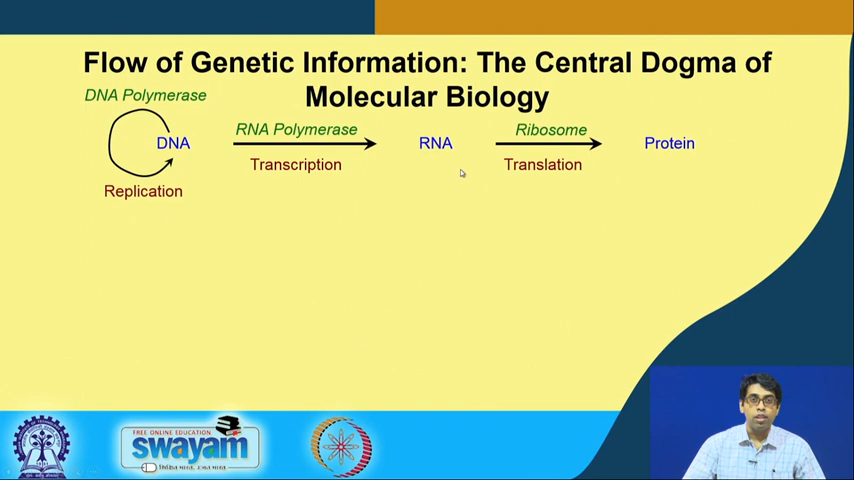 Flow of Genetic Information: The Central Dogma of
Molecular Biology
DNA Polymerase
DNA
Replication
RNA Polymerase
Transcription
RNA
Ribosome
Translation
Protein
FREE ONLINE EDUCATION
swayam